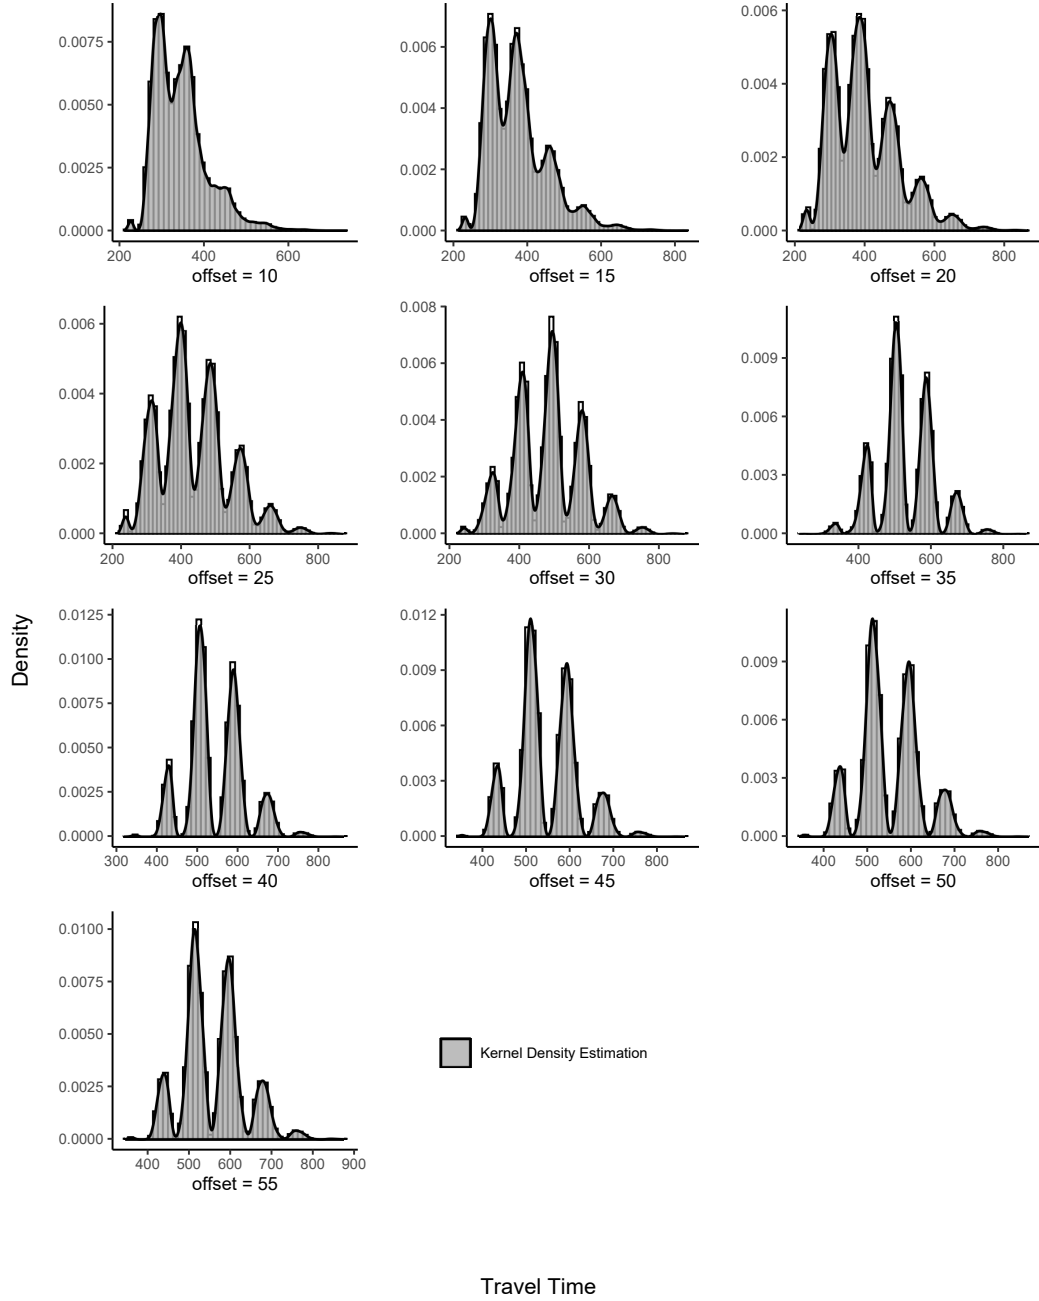 0.0075
0.0050
0.0025
0.0000
200 400 600
offset = 10
0.006
0.004
0.002
0.000
200 400 600 800
offset = 15
0.006
0.004
0.002
0.000
200 400 600 800
offset = 20
0.006
0.004
0.002
0.000
200 400 600 800
offset = 25
0.008
0.006
0.004
0.002
0.000
200 400 600 800
offset = 30
0.009
0.006
0.003
0.000
400 600 800
offset = 35
Density
0.0125
0.0100
0.0075
0.0050
0.0025
0.0000
300 400 500 600 700 800
offset = 40
0.012
0.009
0.006
0.003
0.000
400 500 600 700 800
offset = 45
0.009
0.006
0.003
0.000
400 500 600 700 800
offset = 50
0.0100
0.0075
0.0050
0.0025
0.0000
400 500 600 700 800 900
offset = 55
Kernel Density Estimation
Travel Time